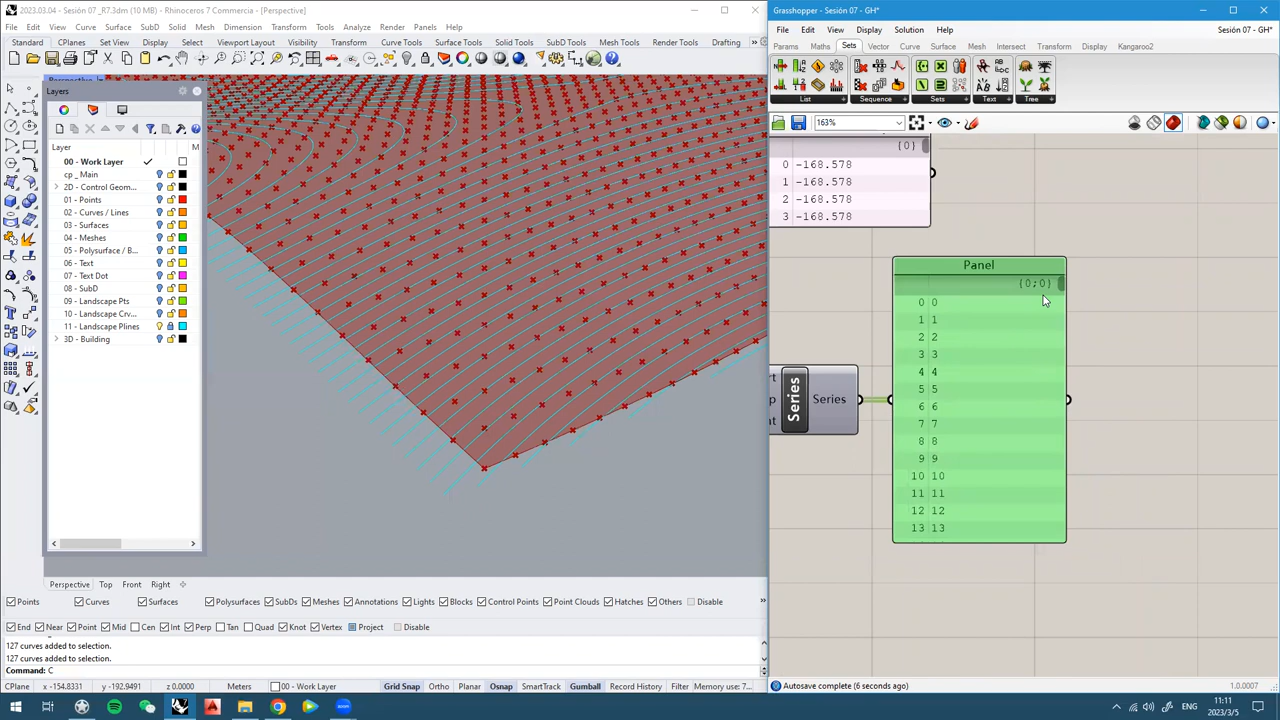 2023.03.04 - Sesión 07_R7.3dm (10 MB) - Rhinoceros 7 Commercia - [Perspective]
File Edit View Curve Surface SubD Solid Mesh Dimension Transform Tools Analyze Render Panels Help
Standard CPlanes Set View Display Select Viewport Layout Visibility Transform Curve Tools Surface Tools Solid Tools SubD Tools Mesh Tools Render Tools Drafting
Perspective
Layers
Layer M
00 - Work Layer
cp _ Main
2D - Control Geom...
01 - Points
02 - Curves / Lines
03 - Surfaces
04 - Meshes
05 - Polysurface / B...
06 - Text
07 - Text Dot
08 - SubD
09 - Landscape Pts
10 - Landscape Crv...
11 - Landscape Plines
3D - Building
Perspective Top Front Right
Points Curves Surfaces Polysurfaces SubDs Meshes Annotations Lights Blocks Control Points Point Clouds Hatches Others Disable
End Near Point Mid Cen Int Perp Tan Quad Knot Vertex Project Disable
127 curves added to selection.
127 curves added to selection.
Command: C
CPlane x -154.8331 y -192.9491 z 0.0000 Meters 00 - Work Layer Grid Snap Ortho Planar Osnap SmartTrack Gumball Record History Filter Memory use: 7...
Grasshopper - Sesión 07 - GH*
File Edit View Display Solution Help Sesión 07 - GH*
Params Maths Sets Vector Curve Surface Mesh Intersect Transform Display Kangaroo2
List Sequence Sets Text Tree
163%
{0}
0 -168.578
1 -168.578
2 -168.578
3 -168.578
Panel
{0;0}
0 0
1 1
2 2
3 3
4 4
5 5
6 6
7 7
8 8
9 9
10 10
11 11
12 12
13 13
Series Series
Autosave complete (6 seconds ago) 1.0.0007
ENG
11:11
2023/3/5